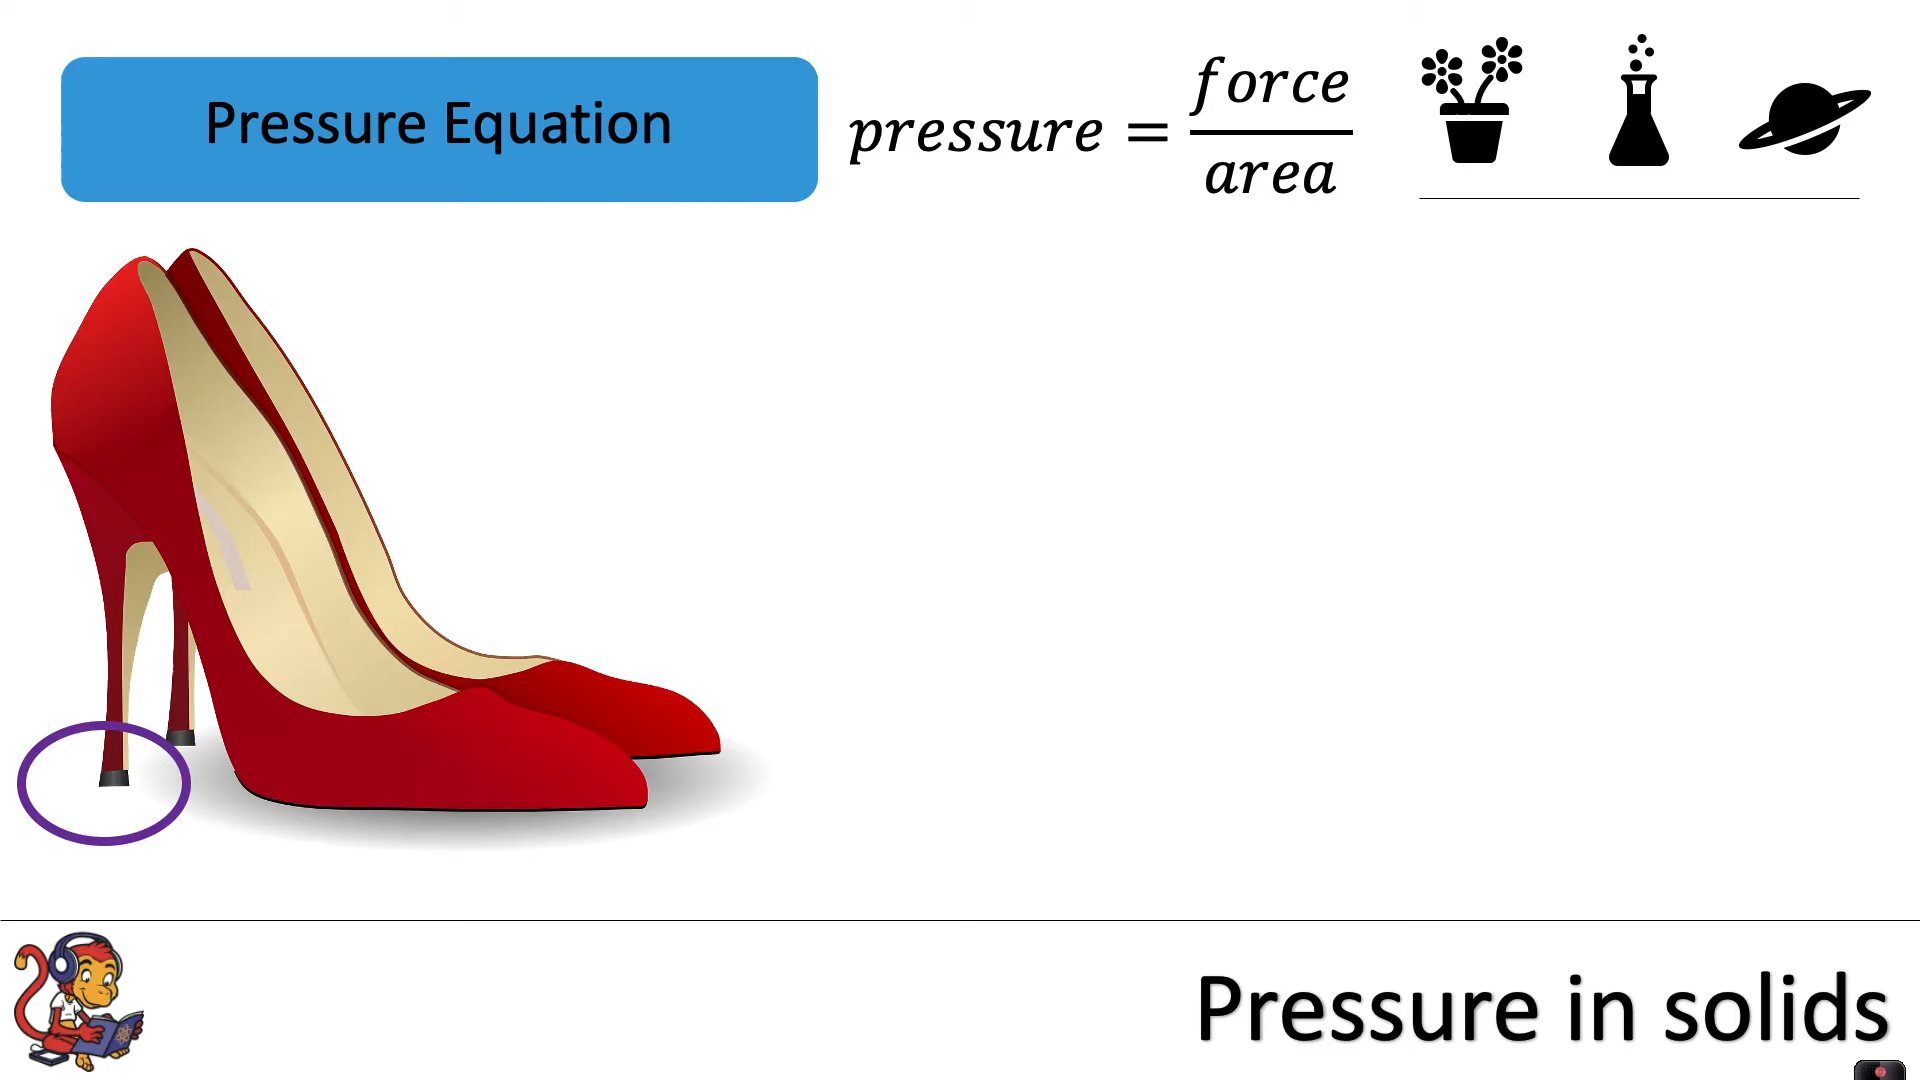 Pressure Equation
pressure = force/area
Pressure in solids